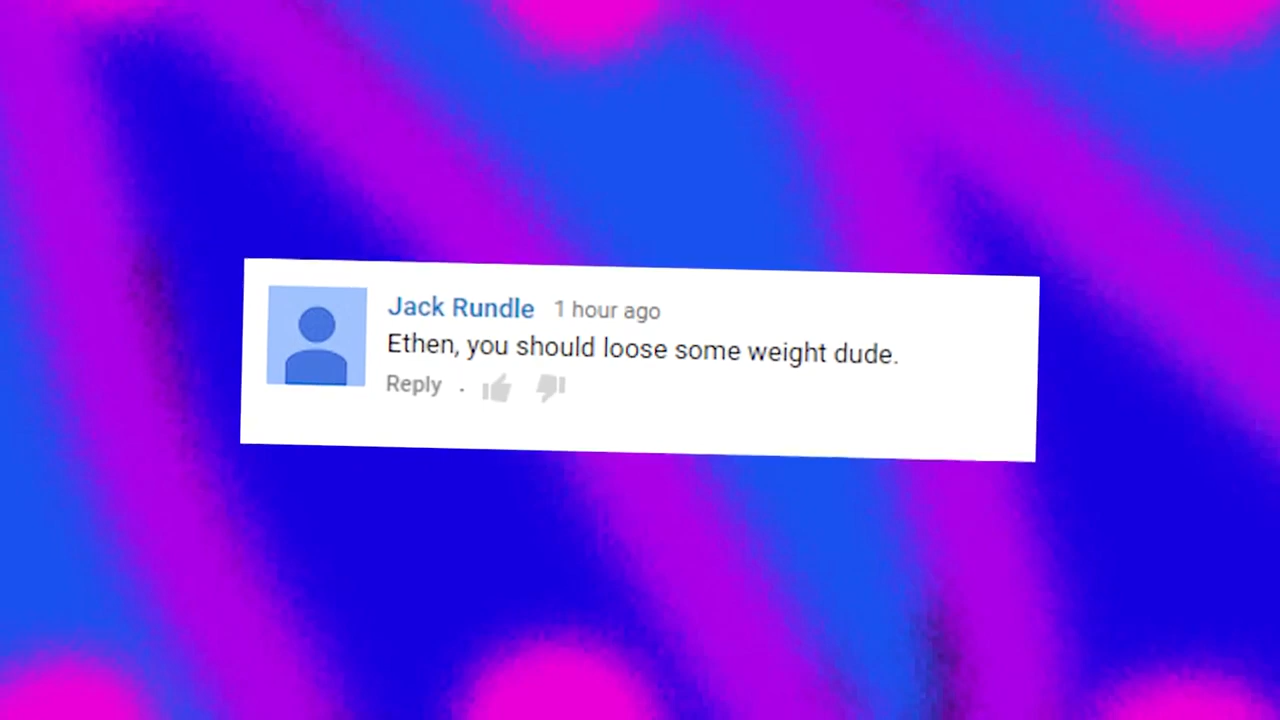 Jack Rundle 1 hour ago
Ethen, you should loose some weight dude.
Reply .